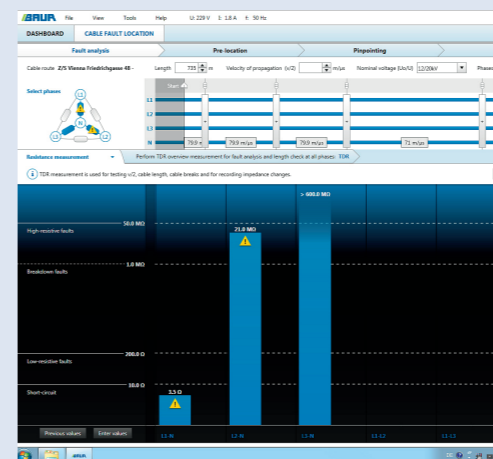 BAUR File View Tools Help U: 229 V I: 1.8 A f: 50 Hz
DASHBOARD CABLE FAULT LOCATION
Fault analysis Pre-location Pinpointing
Cable route Z/S Vienna Friedrichgasse 48 - Length 735 m Velocity of propagation (v/2) m/µs Nominal voltage (Uo/U) 12/20kV Phases
Select phases Start
L1
L1
L2
L3
N
L3 L2
N 79.9 79.9 m/µs 79.9 m/µs 71 m/µs
Resistance measurement Perform TDR overview measurement for fault analysis and length check at all phases: TDR
i TDR measurement is used for testing v/2, cable length, cable breaks and for recording impedance changes.
> 600.0 MΩ
50.0 MΩ
High-resistive faults 21.0 MΩ
1.0 MΩ
Breakdown faults
200.0 Ω
Low-resistive faults
10.0 Ω
Short-circuit 3.5 Ω
Previous values Enter values L1-N L2-N L3-N L1-L2 L1-L3
BAUR DE